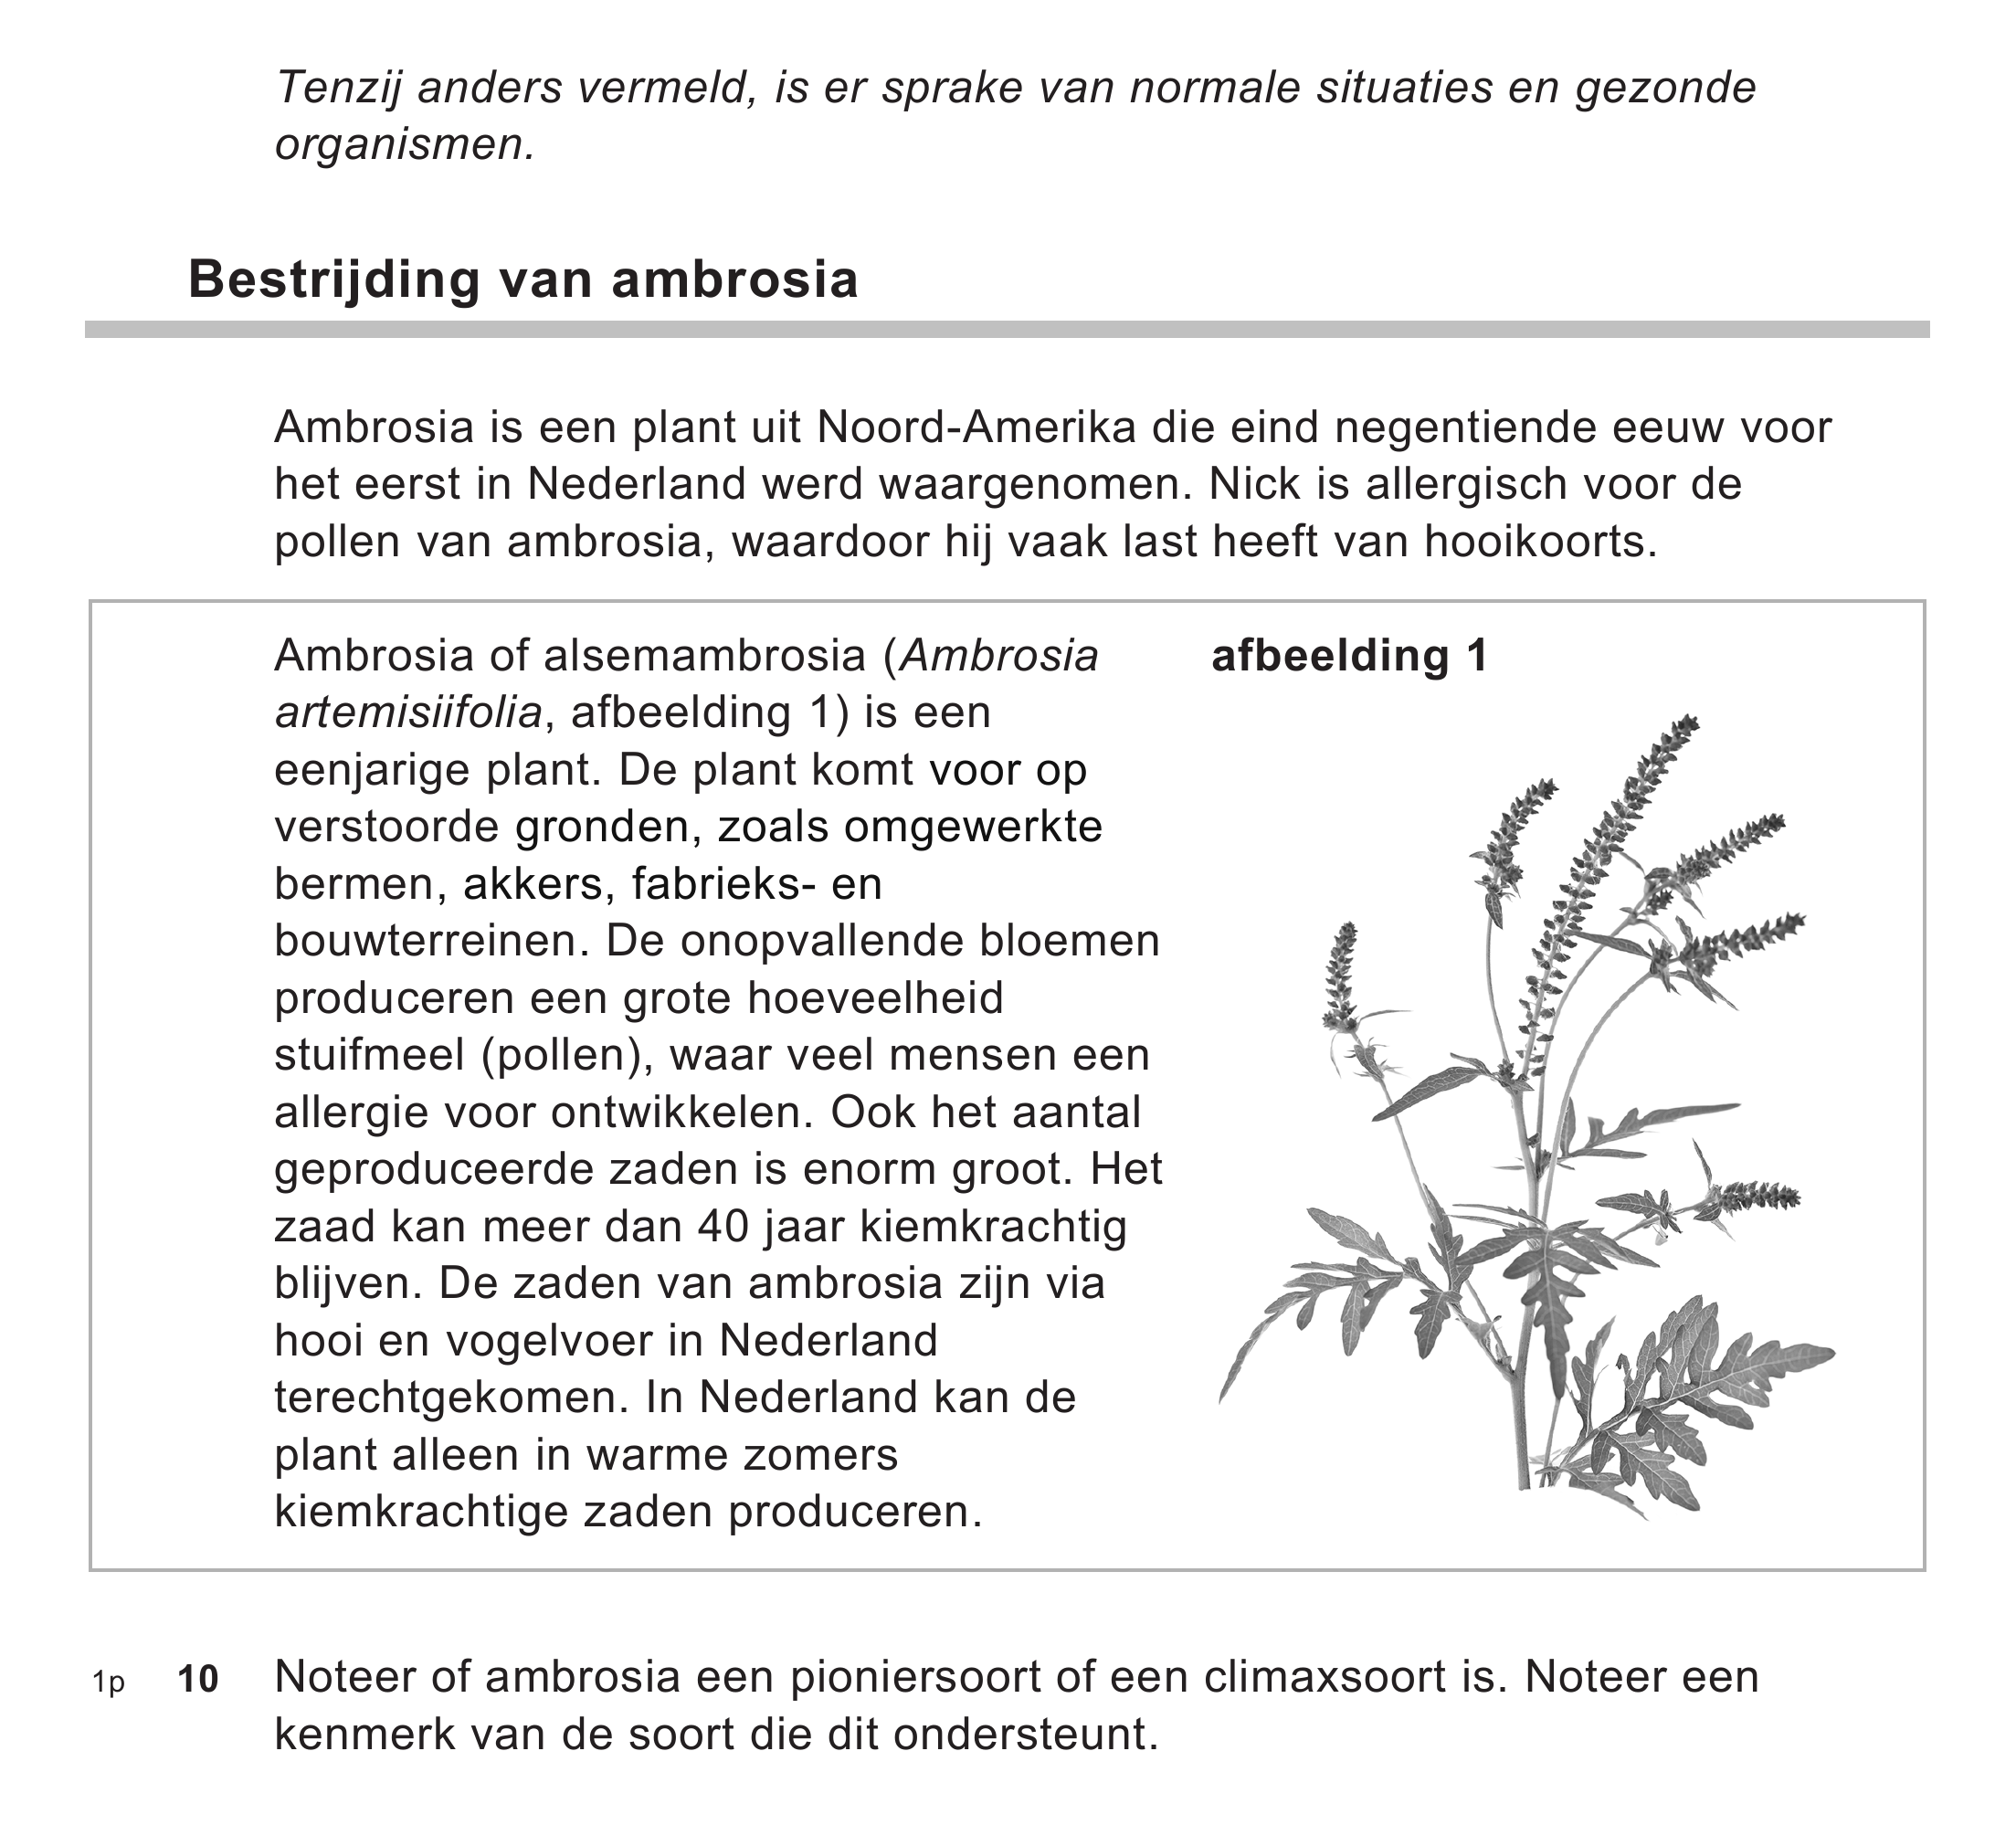 Tenzij anders vermeld, is er sprake van normale situaties en gezonde
organismen.
Bestrijding van ambrosia
Ambrosia is een plant uit Noord-Amerika die eind negentiende eeuw voor
het eerst in Nederland werd waargenomen. Nick is allergisch voor de
pollen van ambrosia, waardoor hij vaak last heeft van hooikoorts.
Ambrosia of alsemambrosia (Ambrosia
artemisiifolia, afbeelding 1) is een
eenjarige plant. De plant komt voor op
verstoorde gronden, zoals omgewerkte
bermen, akkers, fabrieks- en
bouwterreinen. De onopvallende bloemen
produceren een grote hoeveelheid
stuifmeel (pollen), waar veel mensen een
allergie voor ontwikkelen. Ook het aantal
geproduceerde zaden is enorm groot. Het
zaad kan meer dan 40 jaar kiemkrachtig
blijven. De zaden van ambrosia zijn via
hooi en vogelvoer in Nederland
terechtgekomen. In Nederland kan de
plant alleen in warme zomers
kiemkrachtige zaden produceren.
afbeelding 1
1p 10 Noteer of ambrosia een pioniersoort of een climaxsoort is. Noteer een
kenmerk van de soort die dit ondersteunt.